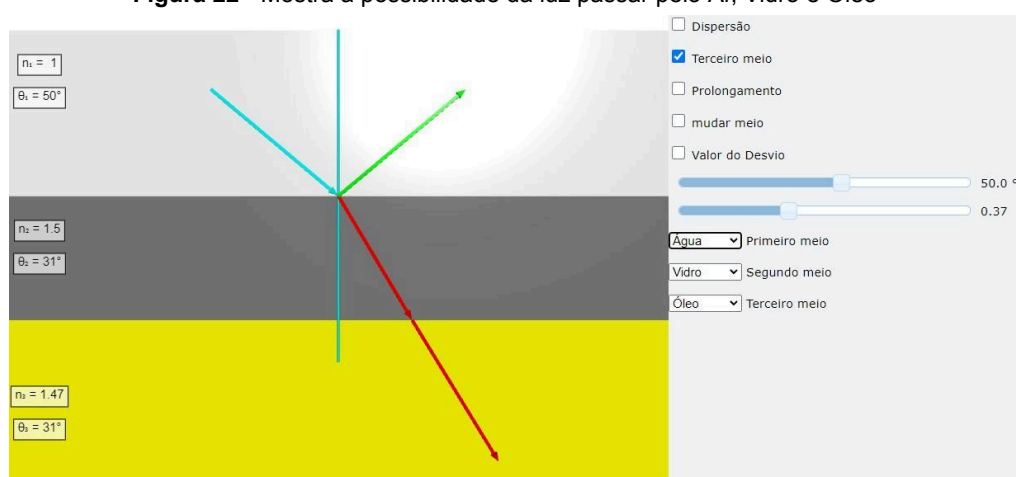 Figura 22 - Mostra a possibilidade da luz passar pelo Ar, Vidro e Óleo
n₁ = 1
θ₁ = 50°
n₂ = 1.5
θ₂ = 31°
n₃ = 1.47
θ₃ = 31°
Dispersão
Terceiro meio
Prolongamento
mudar meio
Valor do Desvio
50.0 °
0.37
Água Primeiro meio
Vidro Segundo meio
Óleo Terceiro meio